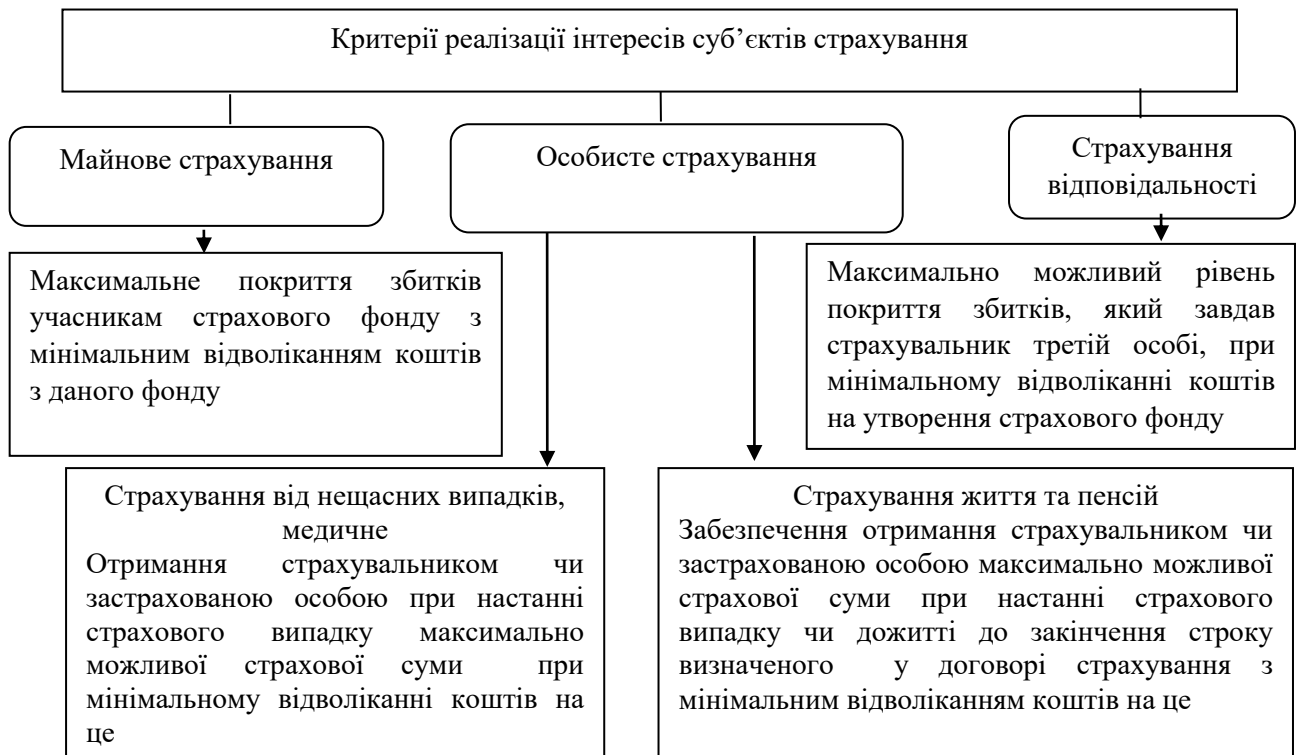 Критерії реалізації інтересів суб’єктів страхування
Майнове страхування
Особисте страхування
Страхування
відповідальності
Максимальне покриття збитків
учасникам страхового фонду з
мінімальним відволіканням коштів
з даного фонду
Максимально можливий рівень
покриття збитків, який завдав
страхувальник третій особі, при
мінімальному відволіканні коштів
на утворення страхового фонду
Страхування від нещасних випадків,
медичне
Отримання страхувальником чи
застрахованою особою при настанні
страхового випадку максимально
можливої страхової суми при
мінімальному відволіканні коштів на
це
Страхування життя та пенсій
Забезпечення отримання страхувальником чи
застрахованою особою максимально можливої
страхової суми при настанні страхового
випадку чи дожитті до закінчення строку
визначеного у договорі страхування з
мінімальним відволіканням коштів на це